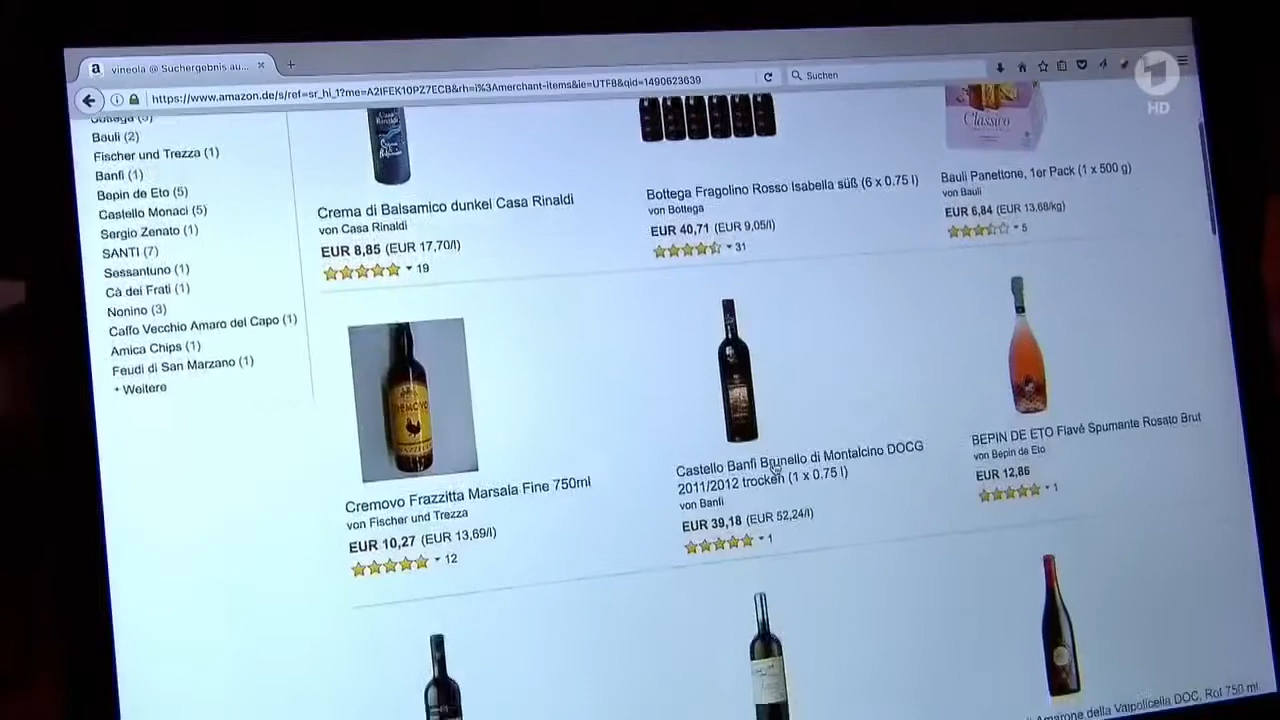 vineola @ Suchergebnis au...
https://www.amazon.de/s/ref=sr_hi_1?me=A2IFEK10PZ7ECB&rh=i%3Amerchant-items&ie=UTF8&qid=1490623639
Suchen
1
HD
Bottega (5)
Bauli (2)
Fischer und Trezza (1)
Banfi (1)
Bepin de Eto (5)
Castello Monaci (5)
Sergio Zenato (1)
SANTI (7)
Sessantuno (1)
Cà dei Frati (1)
Nonino (3)
Caffo Vecchio Amaro del Capo (1)
Amica Chips (1)
Feudi di San Marzano (1)
+ Weitere
Crema di Balsamico dunkel Casa Rinaldi
von Casa Rinaldi
EUR 8,85 (EUR 17,70/l)
19
Bottega Fragolino Rosso Isabella süß (6 x 0.75 l)
von Bottega
EUR 40,71 (EUR 9,05/l)
31
Classico
Bauli Panettone, 1er Pack (1 x 500 g)
von Bauli
EUR 6,84 (EUR 13,68/kg)
5
CREMOVO
Cremovo Frazzitta Marsala Fine 750ml
von Fischer und Trezza
EUR 10,27 (EUR 13,69/l)
12
Castello Banfi Brunello di Montalcino DOCG
2011/2012 trocken (1 x 0.75 l)
von Banfi
EUR 39,18 (EUR 52,24/l)
1
BEPIN DE ETO Flavé Spumante Rosato Brut
von Bepin de Eto
EUR 12,86
1
Amarone della Valpolicella DOC, Rot 750 ml